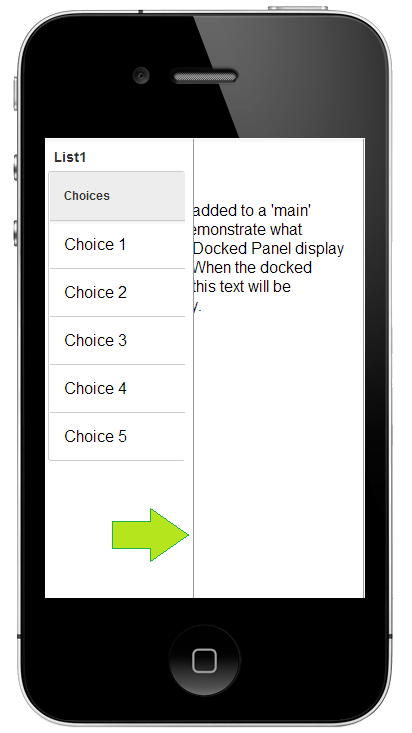 List1
Choices
Choice 1
Choice 2
Choice 3
Choice 4
Choice 5
added to a 'main'
emonstrate what
Docked Panel display
When the docked
this text will be
y.